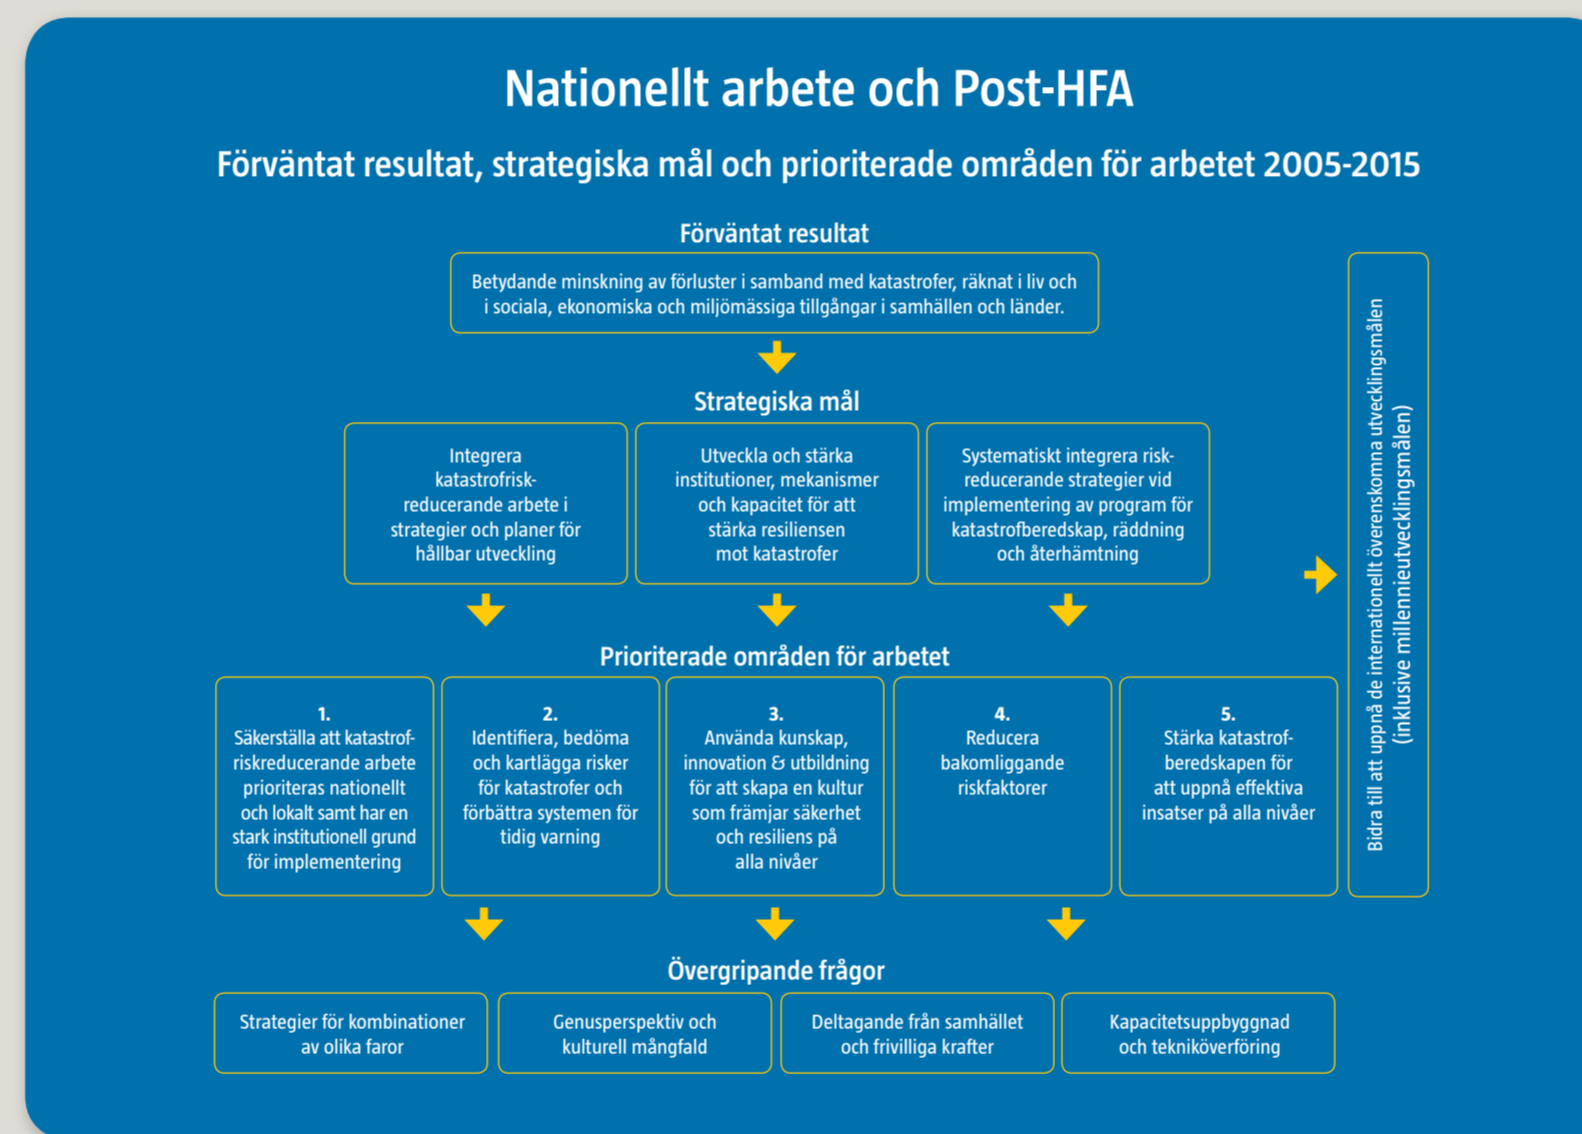 Nationellt arbete och Post-HFA
Förväntat resultat, strategiska mål och prioriterade områden för arbetet 2005-2015
Förväntat resultat
Betydande minskning av förluster i samband med katastrofer, räknat i liv och
i sociala, ekonomiska och miljömässiga tillgångar i samhällen och länder.
Strategiska mål
Integrera
katastrofrisk-
reducerande arbete i
strategier och planer för
hållbar utveckling
Utveckla och stärka
institutioner, mekanismer
och kapacitet för att
stärka resiliensen
mot katastrofer
Systematiskt integrera risk-
reducerande strategier vid
implementering av program för
katastrofberedskap, räddning
och återhämtning
Prioriterade områden för arbetet
1.
Säkerställa att katastrof-
riskreducerande arbete
prioriteras nationellt
och lokalt samt har en
stark institutionell grund
för implementering
2.
Identifiera, bedöma
och kartlägga risker
för katastrofer och
förbättra systemen för
tidig varning
3.
Använda kunskap,
innovation & utbildning
för att skapa en kultur
som främjar säkerhet
och resiliens på
alla nivåer
4.
Reducera
bakomliggande
riskfaktorer
5.
Stärka katastrof-
beredskapen för
att uppnå effektiva
insatser på alla nivåer
Bidra till att uppnå de internationellt överenskomna utvecklingsmålen
(inklusive millennieutvecklingsmålen)
Övergripande frågor
Strategier för kombinationer
av olika faror
Genusperspektiv och
kulturell mångfald
Deltagande från samhället
och frivilliga krafter
Kapacitetsuppbyggnad
och tekniköverföring